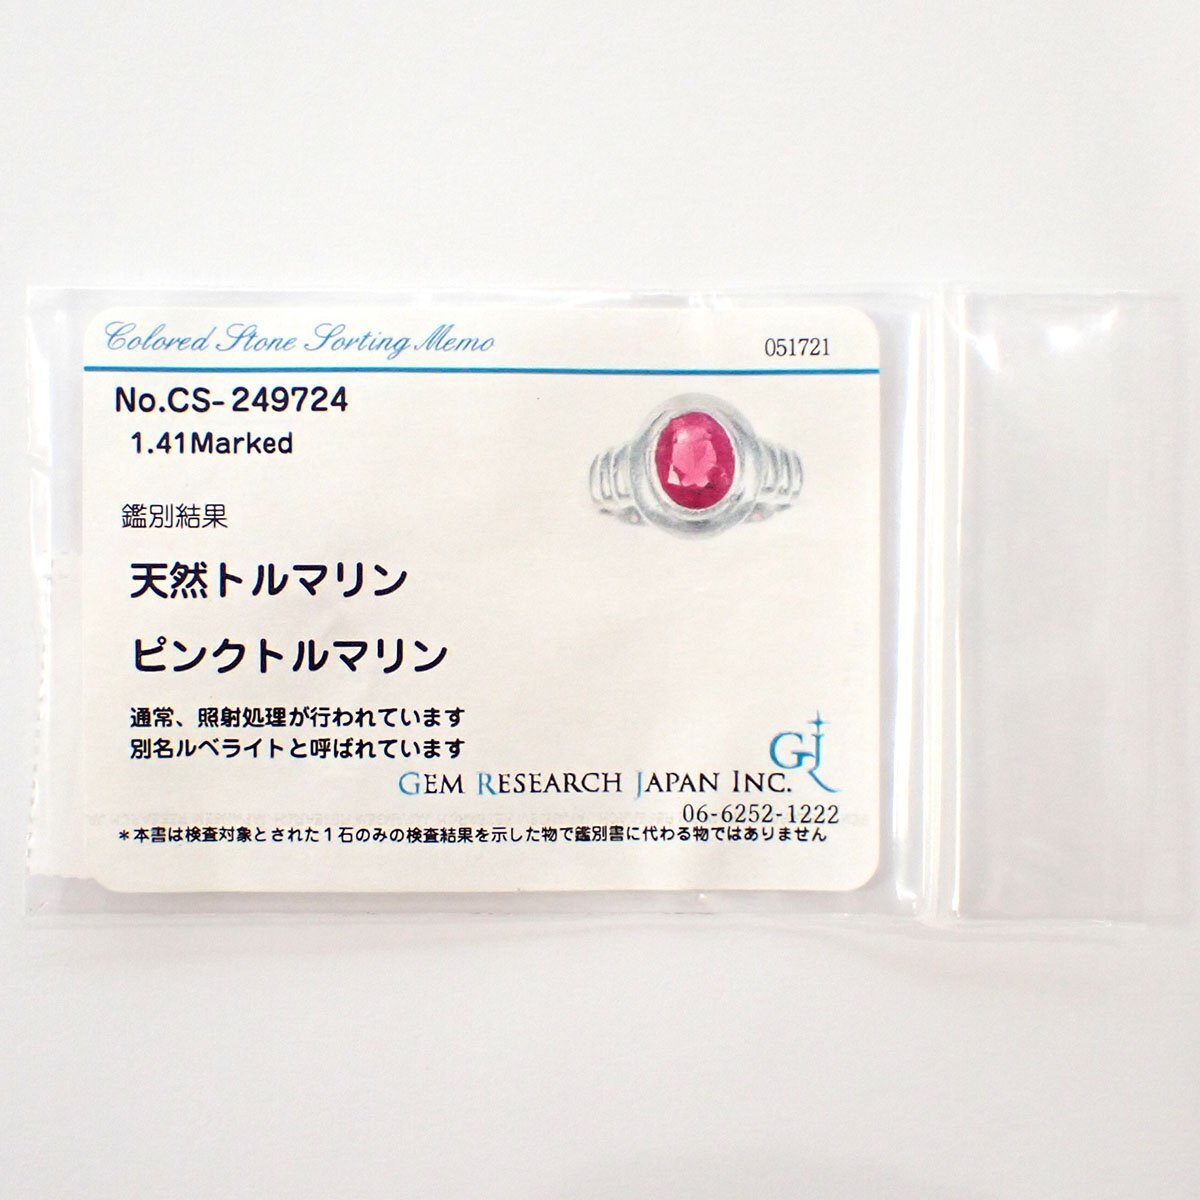 Colored Stone Sorting Memo
051721
No.CS-249724
1.41Marked
鑑別結果
天然トルマリン
ピンクトルマリン
通常、照射処理が行われています
別名ルベライトと呼ばれています
GJ
GEM RESEARCH JAPAN INC.
06-6252-1222
*本書は検査対象とされた1石のみの検査結果を示した物で鑑別書に代わる物ではありません